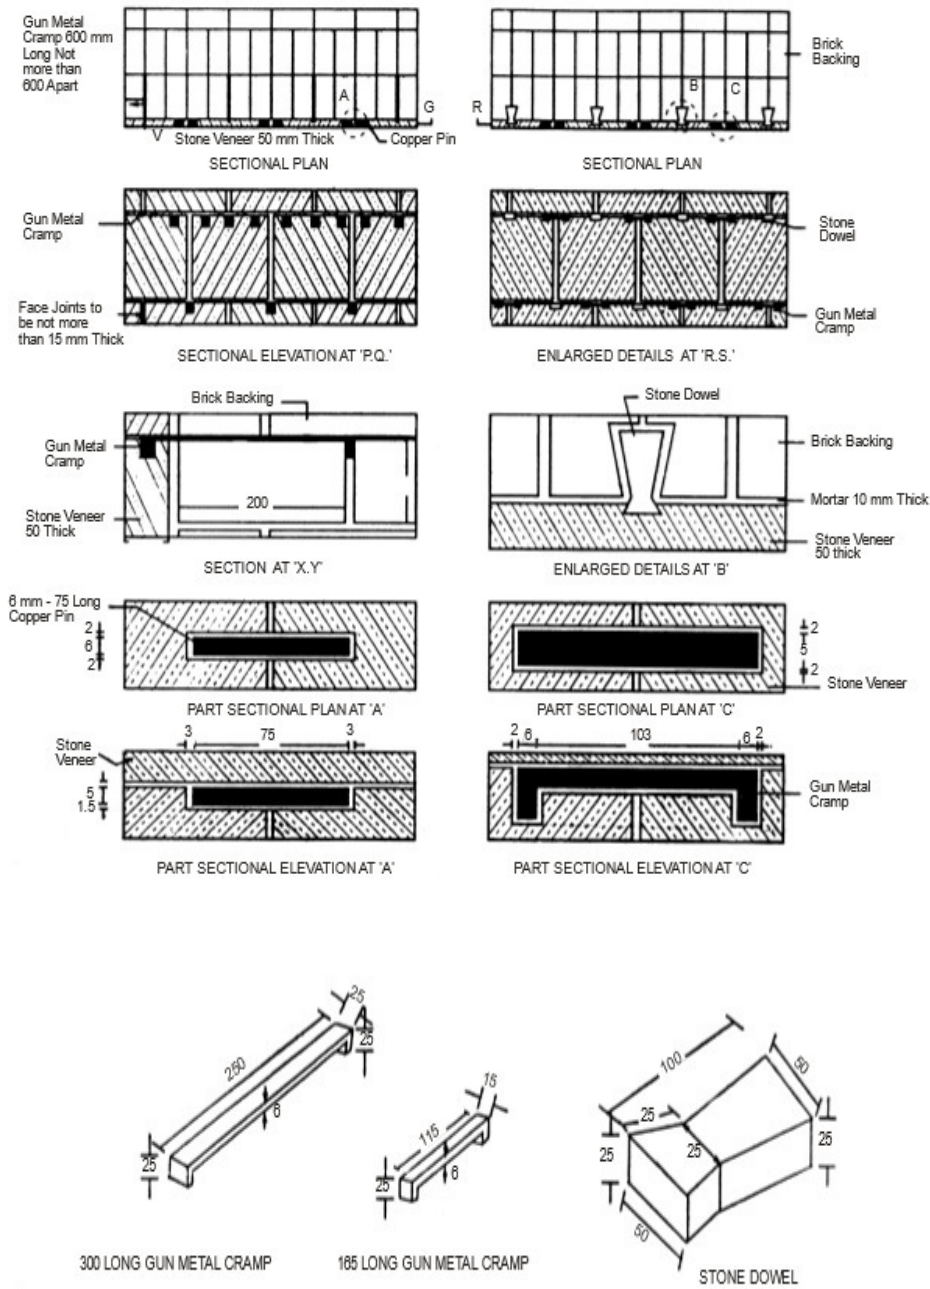 Gun Metal
Cramp 600 mm
Long Not
more than
600 Apart
A
G
V
Stone Veneer 50 mm Thick
Copper Pin
SECTIONAL PLAN
R
B
C
Brick
Backing
SECTIONAL PLAN
Gun Metal
Cramp
Face Joints to
be not more
than 15 mm Thick
SECTIONAL ELEVATION AT 'P.Q.'
Stone
Dowel
Gun Metal
Cramp
ENLARGED DETAILS AT 'R.S.'
Brick Backing
Gun Metal
Cramp
200
Stone Veneer
50 Thick
SECTION AT 'X.Y'
Stone Dowel
Brick Backing
Mortar 10 mm Thick
Stone Veneer
50 thick
ENLARGED DETAILS AT 'B'
6 mm - 75 Long
Copper Pin
2
6
2
PART SECTIONAL PLAN AT 'A'
2
5
2
Stone Veneer
PART SECTIONAL PLAN AT 'C'
3
75
3
Stone
Veneer
5
1.5
PART SECTIONAL ELEVATION AT 'A'
2
6
103
6
2
Gun Metal
Cramp
PART SECTIONAL ELEVATION AT 'C'
25
25
250
6
25
300 LONG GUN METAL CRAMP
15
115
6
25
165 LONG GUN METAL CRAMP
100
50
25
25
25
25
50
STONE DOWEL